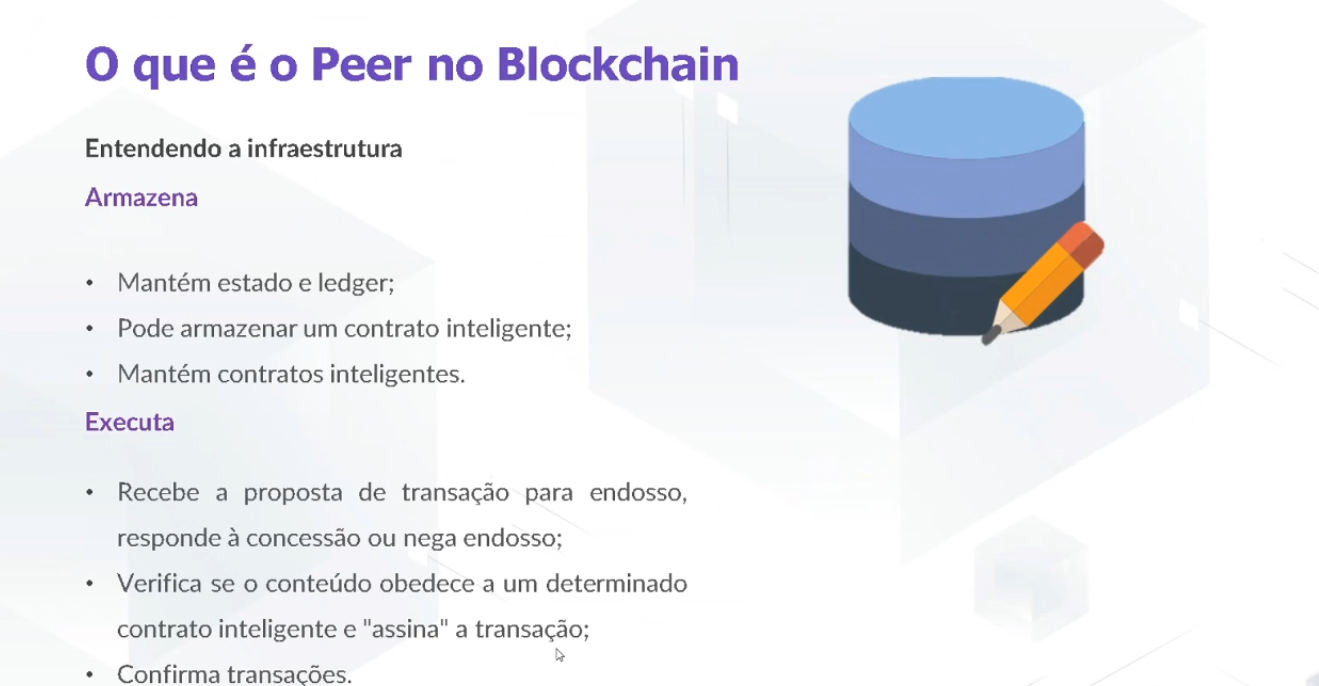 O que é o Peer no Blockchain
Entendendo a infraestrutura
Armazena
• Mantém estado e ledger;
• Pode armazenar um contrato inteligente;
• Mantém contratos inteligentes.
Executa
• Recebe a proposta de transação para endosso,
responde à concessão ou nega endosso;
• Verifica se o conteúdo obedece a um determinado
contrato inteligente e "assina" a transação;
• Confirma transações.